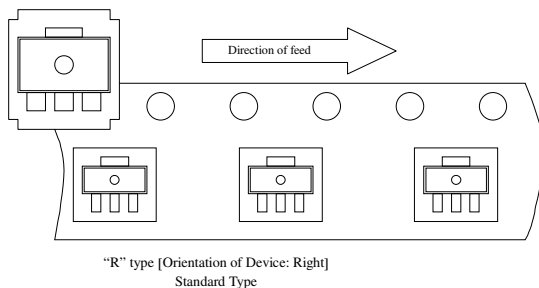 Direction of feed
“R” type [Orientation of Device: Right]
Standard Type